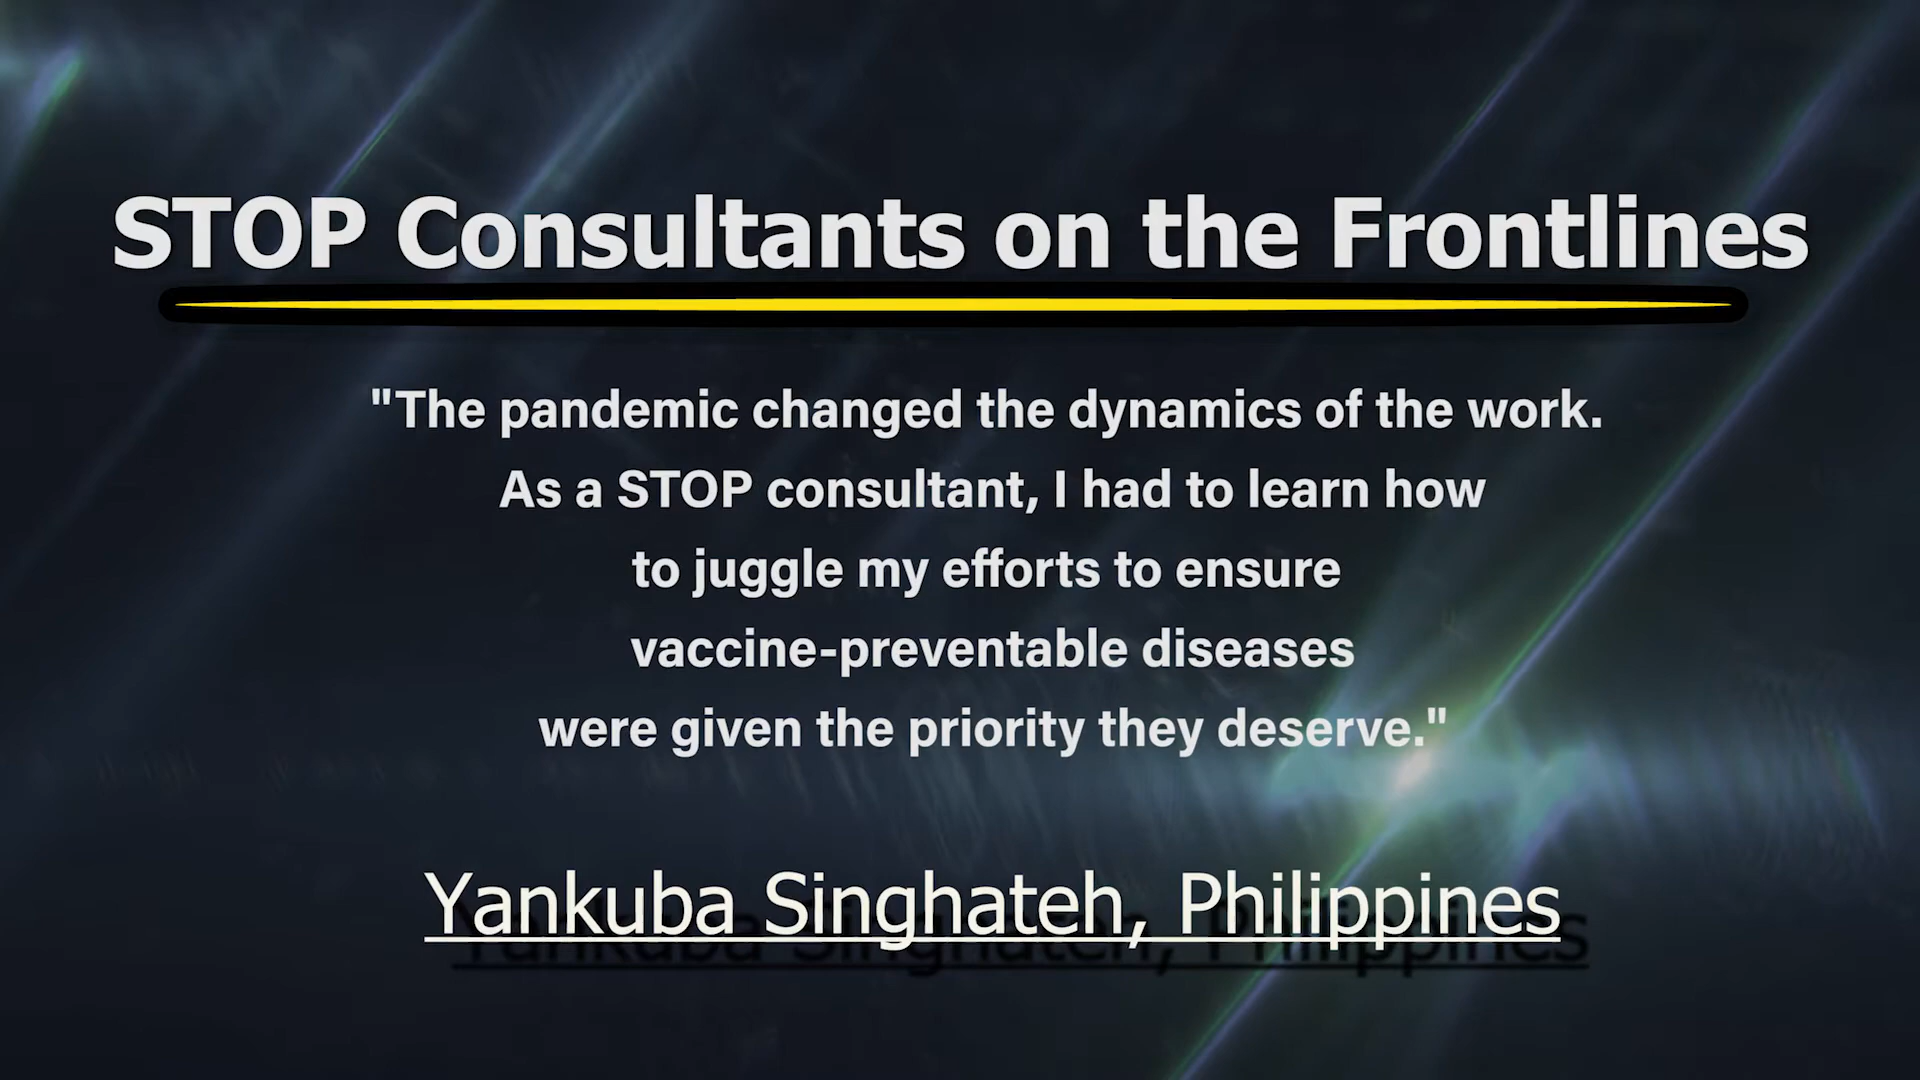 STOP Consultants on the Frontlines
"The pandemic changed the dynamics of the work.
As a STOP consultant, I had to learn how
to juggle my efforts to ensure
vaccine-preventable diseases
were given the priority they deserve."
Yankuba Singhateh, Philippines